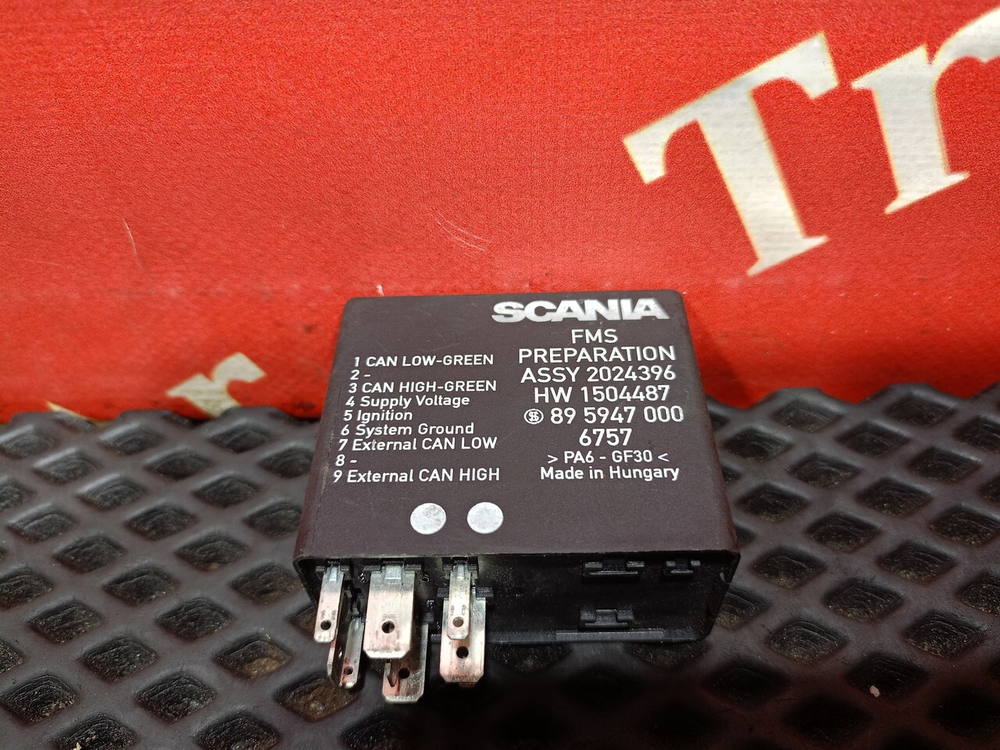 Tr
r
SCANIA
FMS
PREPARATION
ASSY 2024396
HW 1504487
89 5947 000
6757
> PA6 - GF30 <
Made in Hungary
1 CAN LOW-GREEN
2 -
3 CAN HIGH-GREEN
4 Supply Voltage
5 Ignition
6 System Ground
7 External CAN LOW
8 -
9 External CAN HIGH